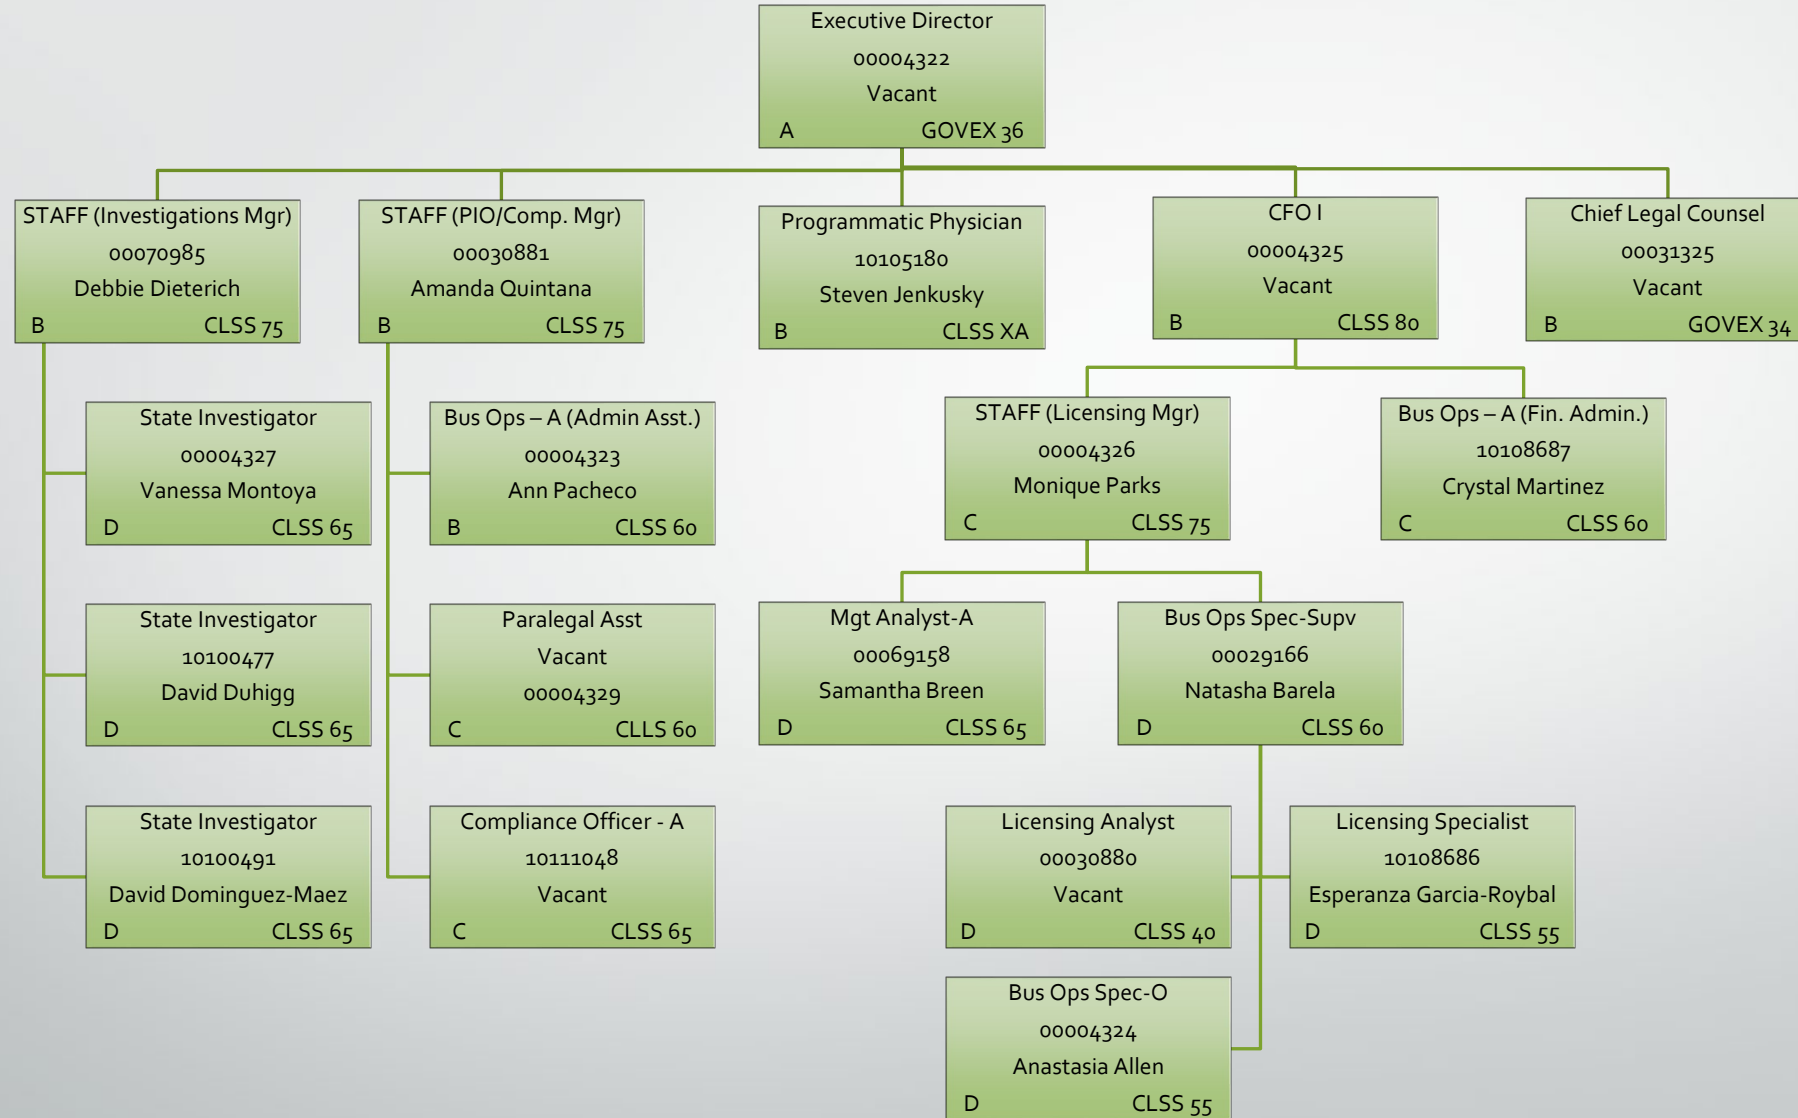 Executive Director
00004322
Vacant
A GOVEX 36
STAFF (Investigations Mgr)
00070985
Debbie Dieterich
B CLSS 75
STAFF (PIO/Comp. Mgr)
00030881
Amanda Quintana
B CLSS 75
Programmatic Physician
10105180
Steven Jenkusky
B CLSS XA
CFO I
00004325
Vacant
B CLSS 80
Chief Legal Counsel
00031325
Vacant
B GOVEX 34
State Investigator
00004327
Vanessa Montoya
D CLSS 65
Bus Ops – A (Admin Asst.)
00004323
Ann Pacheco
B CLSS 60
STAFF (Licensing Mgr)
00004326
Monique Parks
C CLSS 75
Bus Ops – A (Fin. Admin.)
10108687
Crystal Martinez
C CLSS 60
State Investigator
10100477
David Duhigg
D CLSS 65
Paralegal Asst
Vacant
00004329
C CLLS 60
Mgt Analyst-A
00069158
Samantha Breen
D CLSS 65
Bus Ops Spec-Supv
00029166
Natasha Barela
D CLSS 60
State Investigator
10100491
David Dominguez-Maez
D CLSS 65
Compliance Officer - A
10111048
Vacant
C CLSS 65
Licensing Analyst
00030880
Vacant
D CLSS 40
Licensing Specialist
10108686
Esperanza Garcia-Roybal
D CLSS 55
Bus Ops Spec-O
00004324
Anastasia Allen
D CLSS 55